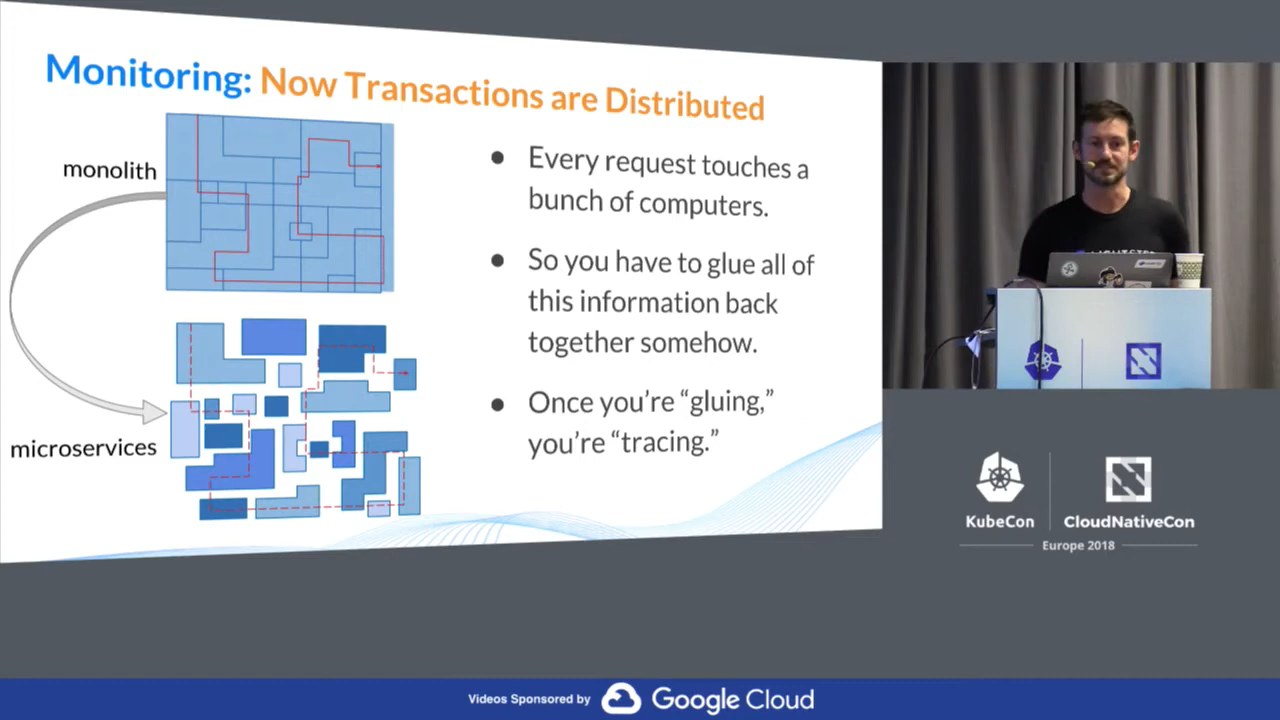 Monitoring: Now Transactions are Distributed
monolith
microservices
● Every request touches a
bunch of computers.
● So you have to glue all of
this information back
together somehow.
● Once you're “gluing,”
you're “tracing.”
KubeCon
CloudNativeCon
Europe 2018
Videos Sponsored by Google Cloud